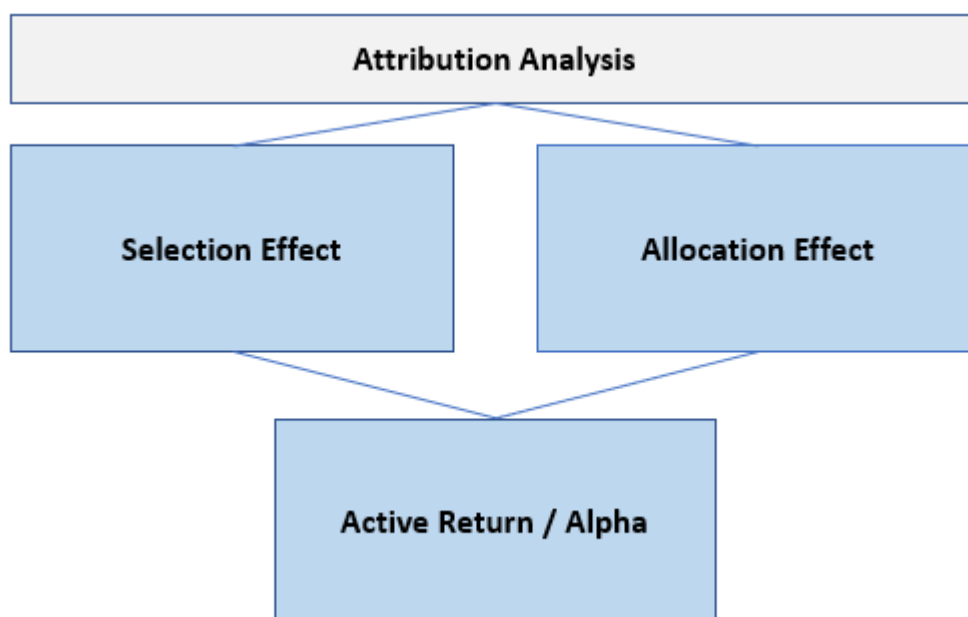 Attribution Analysis
Selection Effect
Allocation Effect
Active Return / Alpha